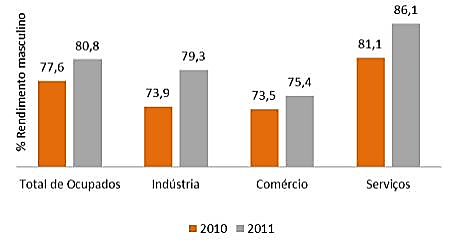 % Rendimento masculino
77,6
80,8
73,9
79,3
73,5
75,4
81,1
86,1
Total de Ocupados
Indústria
Comércio
Serviços
2010
2011